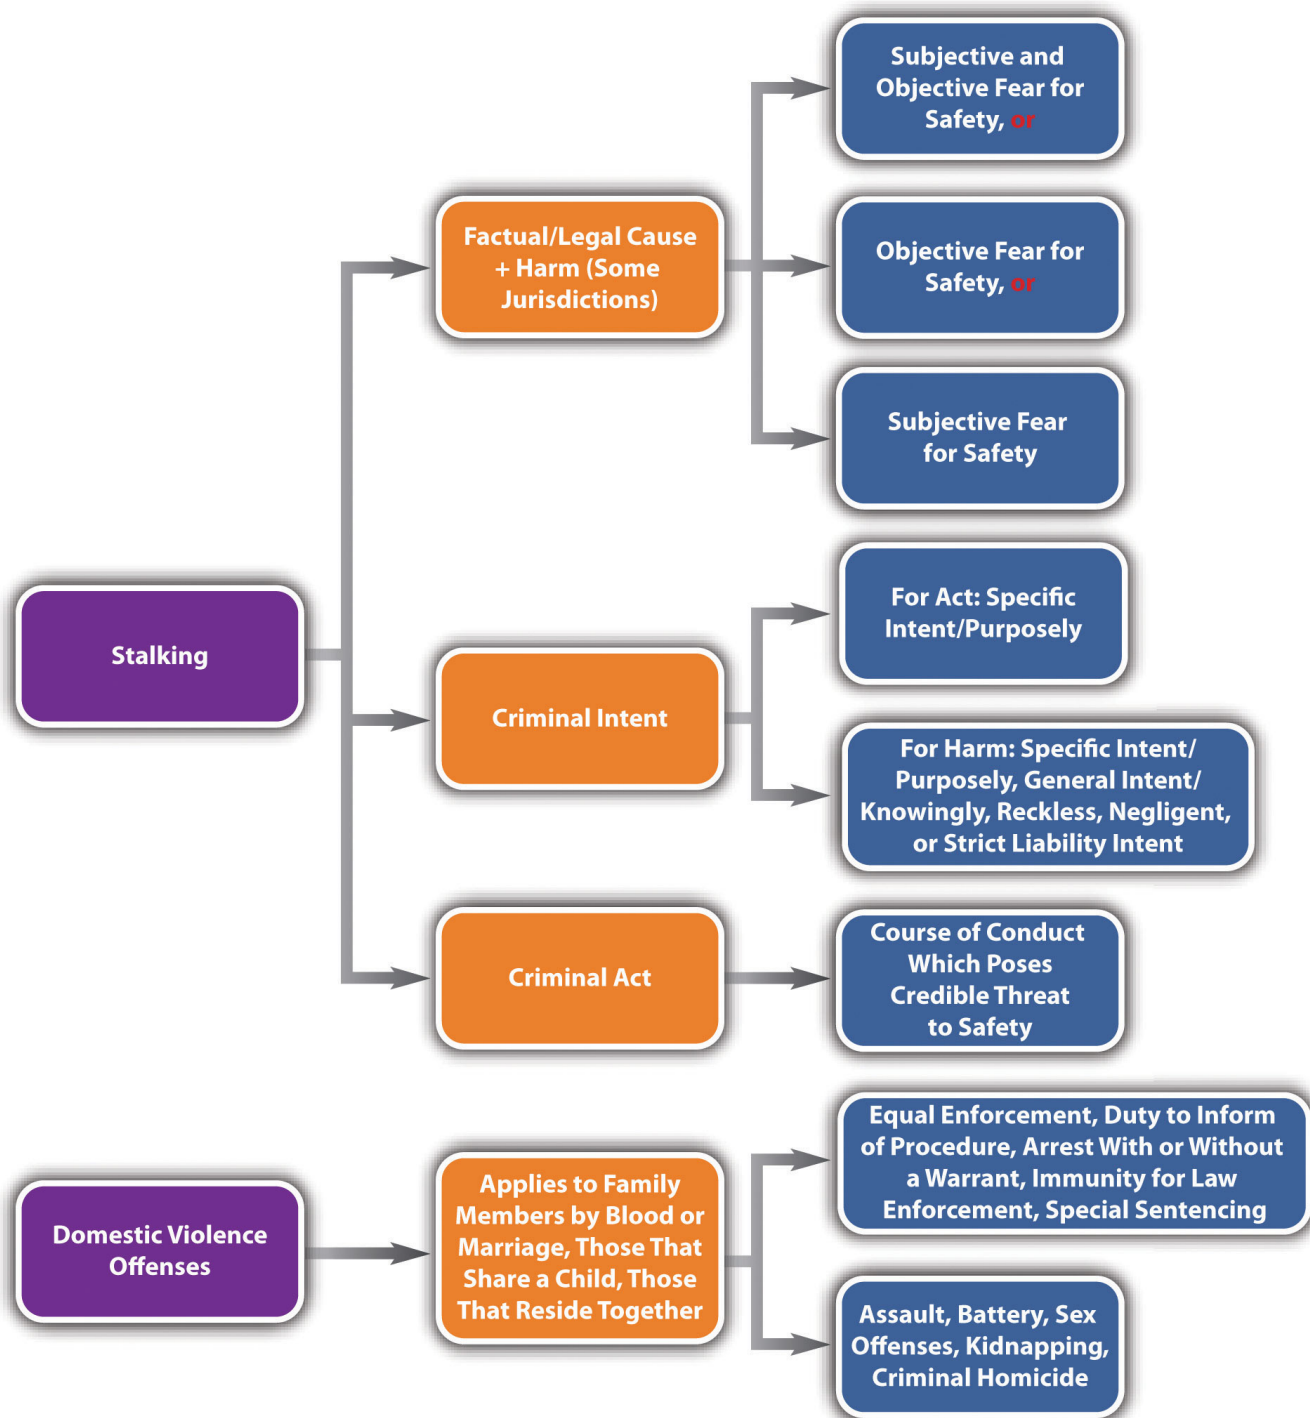 Subjective and
Objective Fear for
Safety, or
Factual/Legal Cause
+ Harm (Some
Jurisdictions)
Objective Fear for
Safety, or
Subjective Fear
for Safety
Stalking
Criminal Intent
For Act: Specific
Intent/Purposely
For Harm: Specific Intent/
Purposely, General Intent/
Knowingly, Reckless, Negligent,
or Strict Liability Intent
Criminal Act
Course of Conduct
Which Poses
Credible Threat
to Safety
Domestic Violence
Offenses
Applies to Family
Members by Blood or
Marriage, Those That
Share a Child, Those
That Reside Together
Equal Enforcement, Duty to Inform
of Procedure, Arrest With or Without
a Warrant, Immunity for Law
Enforcement, Special Sentencing
Assault, Battery, Sex
Offenses, Kidnapping,
Criminal Homicide